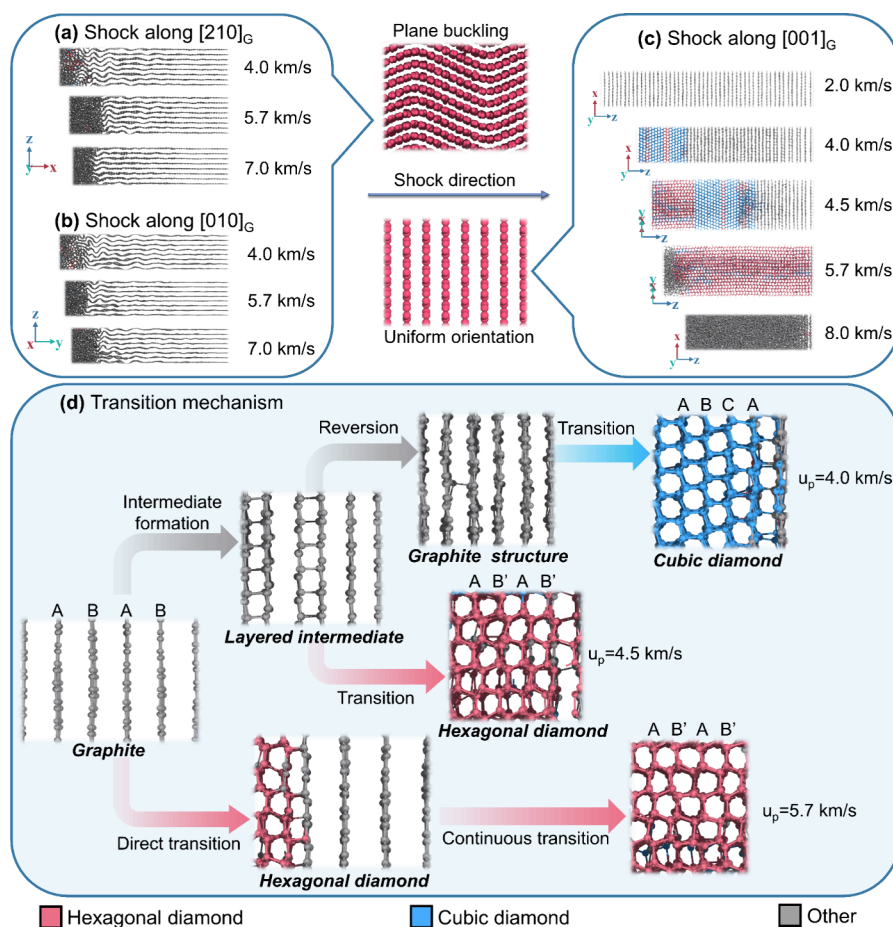 (a) Shock along [210]G
4.0 km/s
5.7 km/s
7.0 km/s
z
y
x
(b) Shock along [010]G
4.0 km/s
5.7 km/s
7.0 km/s
z
x
y
Plane buckling
Shock direction
Uniform orientation
(c) Shock along [001]G
2.0 km/s
x
y
z
4.0 km/s
x
y
z
4.5 km/s
z
5.7 km/s
z
8.0 km/s
x
y
z
(d) Transition mechanism
Reversion
Transition
A B C A
Intermediate
formation
up=4.0 km/s
Graphite structure
Cubic diamond
A B' A B'
A B A B
Layered intermediate
up=4.5 km/s
Transition
Hexagonal diamond
Graphite
A B' A B'
up=5.7 km/s
Direct transition
Continuous transition
Hexagonal diamond
Hexagonal diamond
Cubic diamond
Other